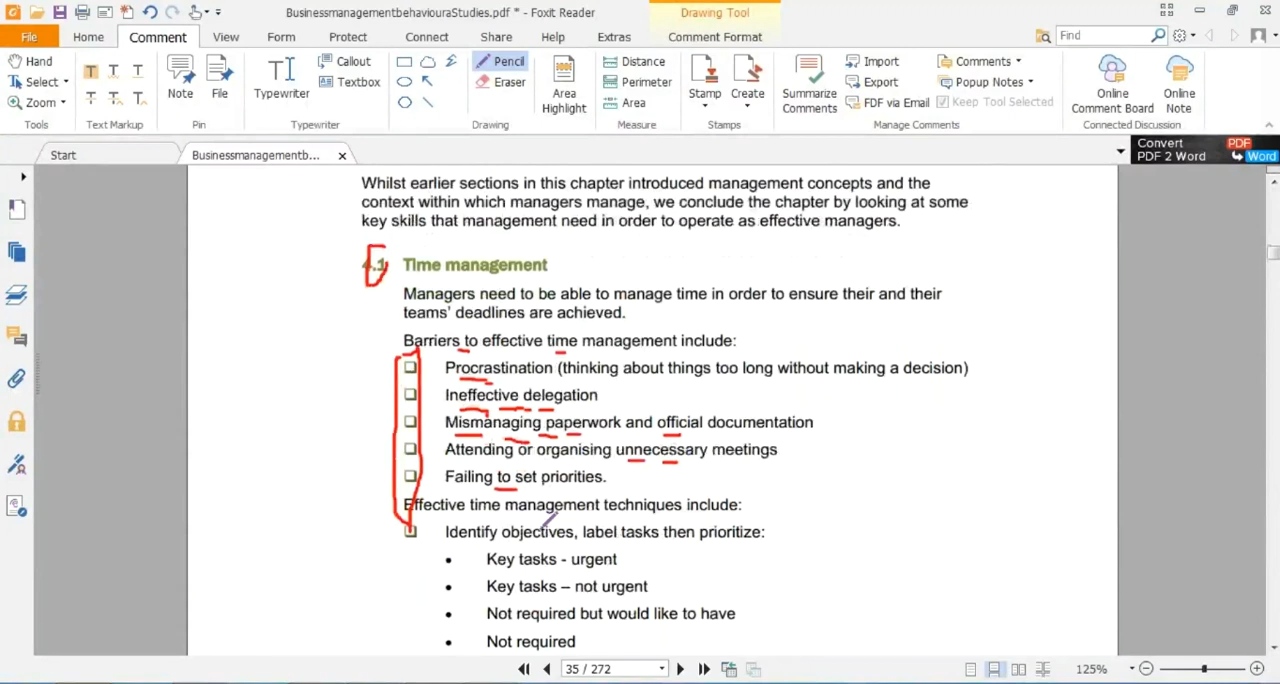 BusinessmanagementbehaviouraStudies.pdf * - Foxit Reader
Drawing Tool
File Home Comment View Form Protect Connect Share Help Extras Comment Format Find
Hand Select Zoom Tools
T T T T T T Text Markup
Note File Pin
Typewriter Callout Textbox Typewriter
Pencil Eraser Drawing
Area Highlight
Distance Perimeter Area Measure
Stamp Create Stamps
Summarize Comments Import Export FDF via Email Comments Popup Notes Keep Tool Selected Manage Comments
Online Comment Board Online Note Connected Discussion
Start Businessmanagementb... Convert PDF 2 Word PDF Word
Whilst earlier sections in this chapter introduced management concepts and the
context within which managers manage, we conclude the chapter by looking at some
key skills that management need in order to operate as effective managers.
4.1 Time management
Managers need to be able to manage time in order to ensure their and their
teams' deadlines are achieved.
Barriers to effective time management include:
Procrastination (thinking about things too long without making a decision)
Ineffective delegation
Mismanaging paperwork and official documentation
Attending or organising unnecessary meetings
Failing to set priorities.
Effective time management techniques include:
Identify objectives, label tasks then prioritize:
• Key tasks - urgent
• Key tasks – not urgent
• Not required but would like to have
• Not required
35 / 272 125%